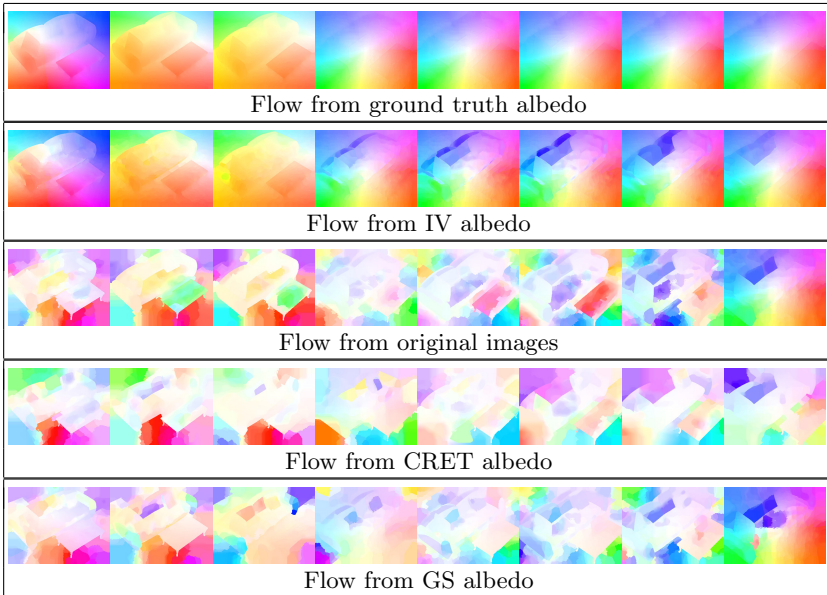 Flow from ground truth albedo
Flow from IV albedo
Flow from original images
Flow from CRET albedo
Flow from GS albedo